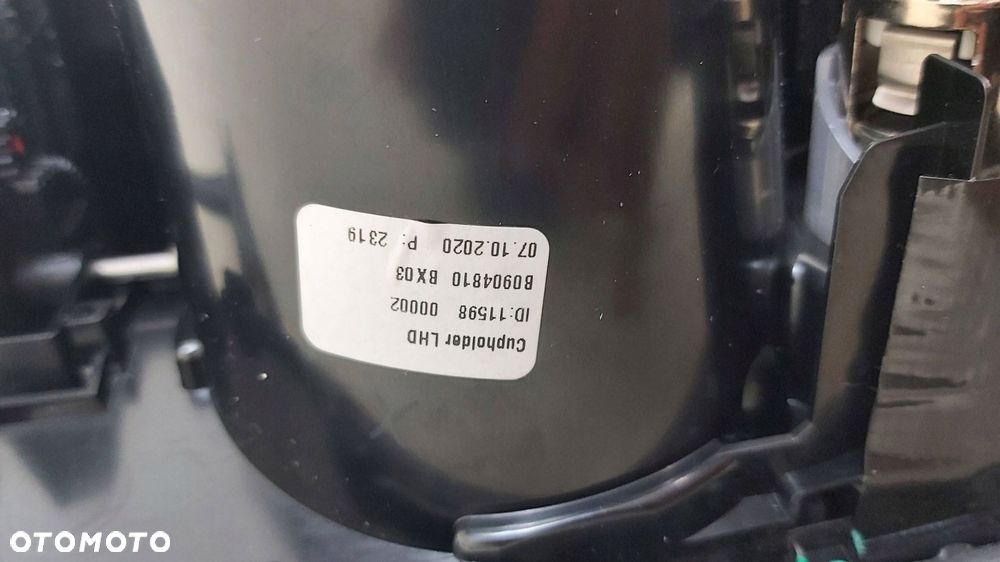 Cupholder LHD
ID:11598 00002
B0904810 BX03
07.10.2020 P: 2319
OTOMOTO